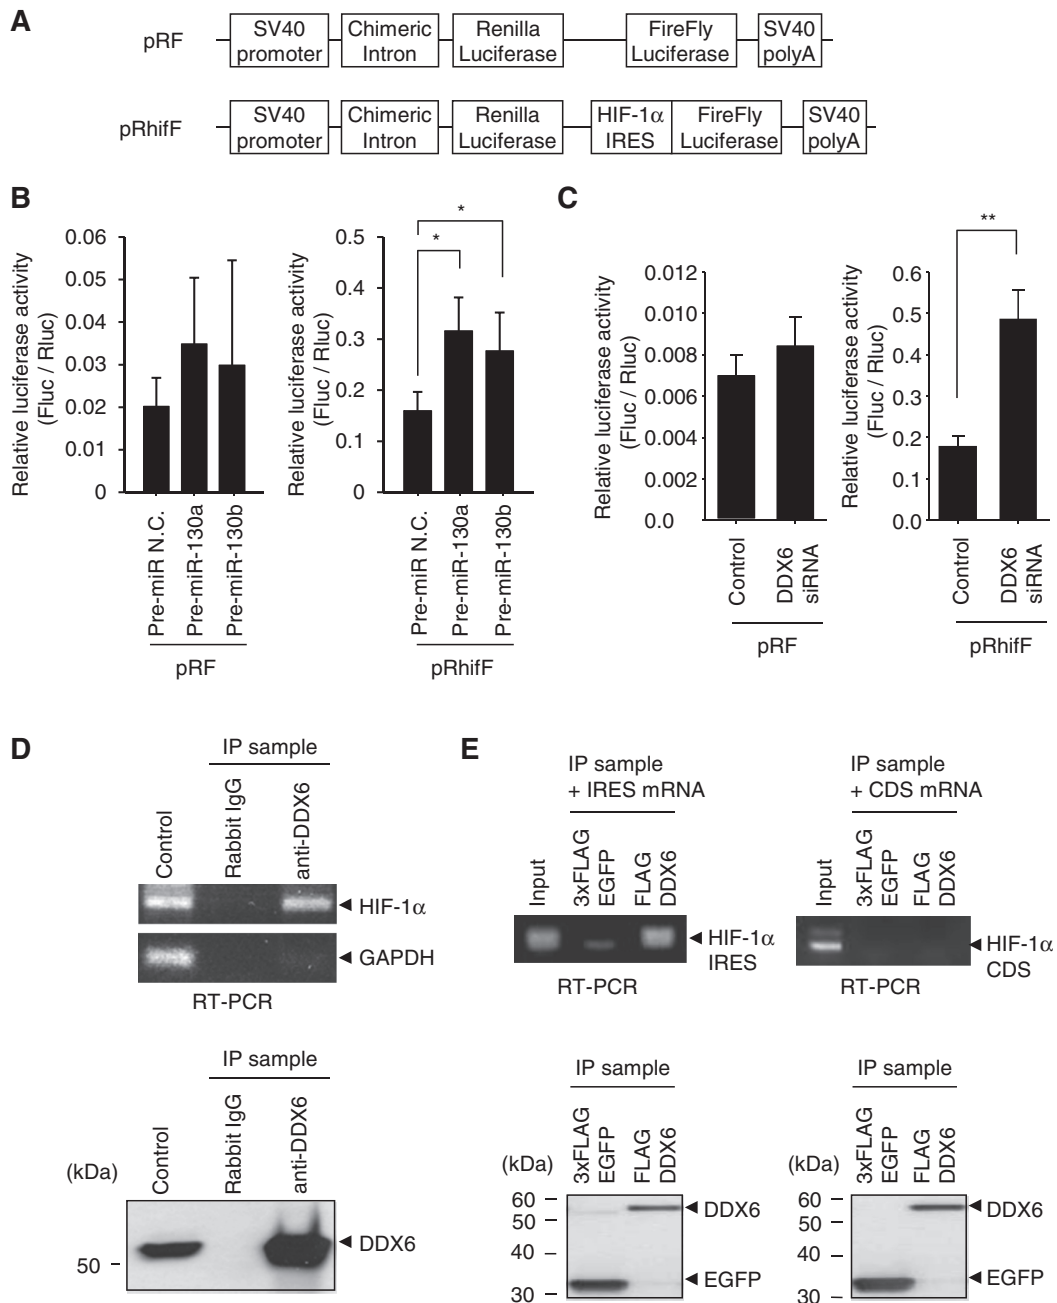 A
pRF
SV40 promoter
Chimeric Intron
Renilla Luciferase
FireFly Luciferase
SV40 polyA
pRhifF
SV40 promoter
Chimeric Intron
Renilla Luciferase
HIF-1α IRES
FireFly Luciferase
SV40 polyA
B
Relative luciferase activity
(Fluc / Rluc)
0.06
0.05
0.04
0.03
0.02
0.01
0
Pre-miR N.C.
Pre-miR-130a
Pre-miR-130b
pRF
Relative luciferase activity
(Fluc / Rluc)
0.5
0.4
0.3
0.2
0.1
0
*
*
Pre-miR N.C.
Pre-miR-130a
Pre-miR-130b
pRhifF
C
Relative luciferase activity
(Fluc / Rluc)
0.012
0.010
0.008
0.006
0.004
0.002
0.0
Control
DDX6 siRNA
pRF
Relative luciferase activity
(Fluc / Rluc)
0.6
0.5
0.4
0.3
0.2
0.1
0.0
**
Control
DDX6 siRNA
pRhifF
D
IP sample
Control
Rabbit IgG
anti-DDX6
HIF-1α
GAPDH
RT-PCR
IP sample
(kDa)
Control
Rabbit IgG
anti-DDX6
50
DDX6
E
IP sample
+ IRES mRNA
Input
3xFLAG EGFP
FLAG DDX6
HIF-1α
IRES
RT-PCR
IP sample
+ CDS mRNA
Input
3xFLAG EGFP
FLAG DDX6
HIF-1α
CDS
RT-PCR
IP sample
(kDa)
3xFLAG EGFP
FLAG DDX6
60
50
40
30
DDX6
EGFP
IP sample
(kDa)
3xFLAG EGFP
FLAG DDX6
60
50
40
30
DDX6
EGFP